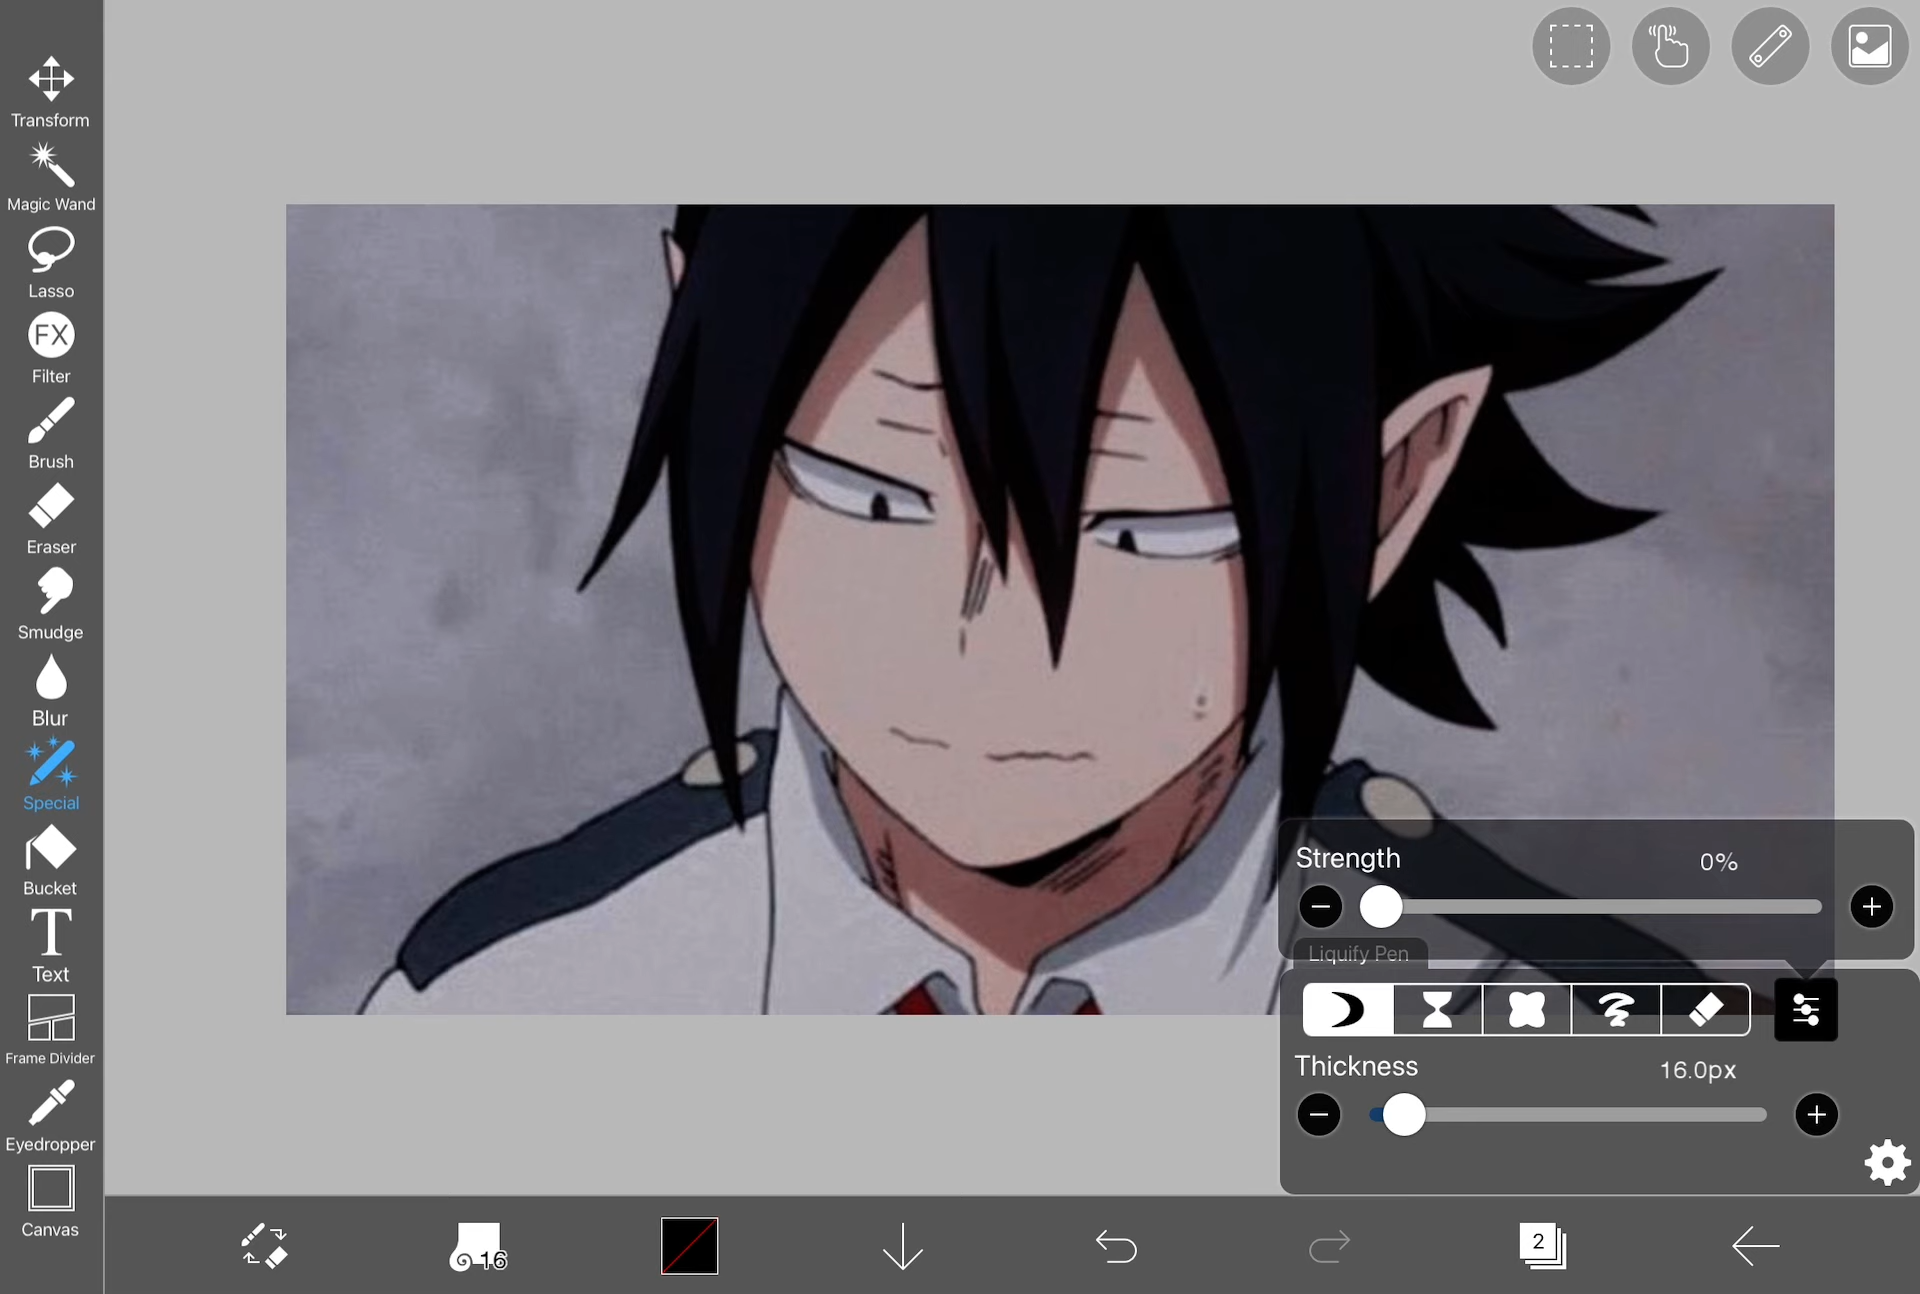 Transform
Magic Wand
Lasso
FX
Filter
Brush
Eraser
Smudge
Blur
Special
Bucket
T
Text
Frame Divider
Eyedropper
Canvas
Strength 0%
Liquify Pen
Thickness 16.0px
16
2